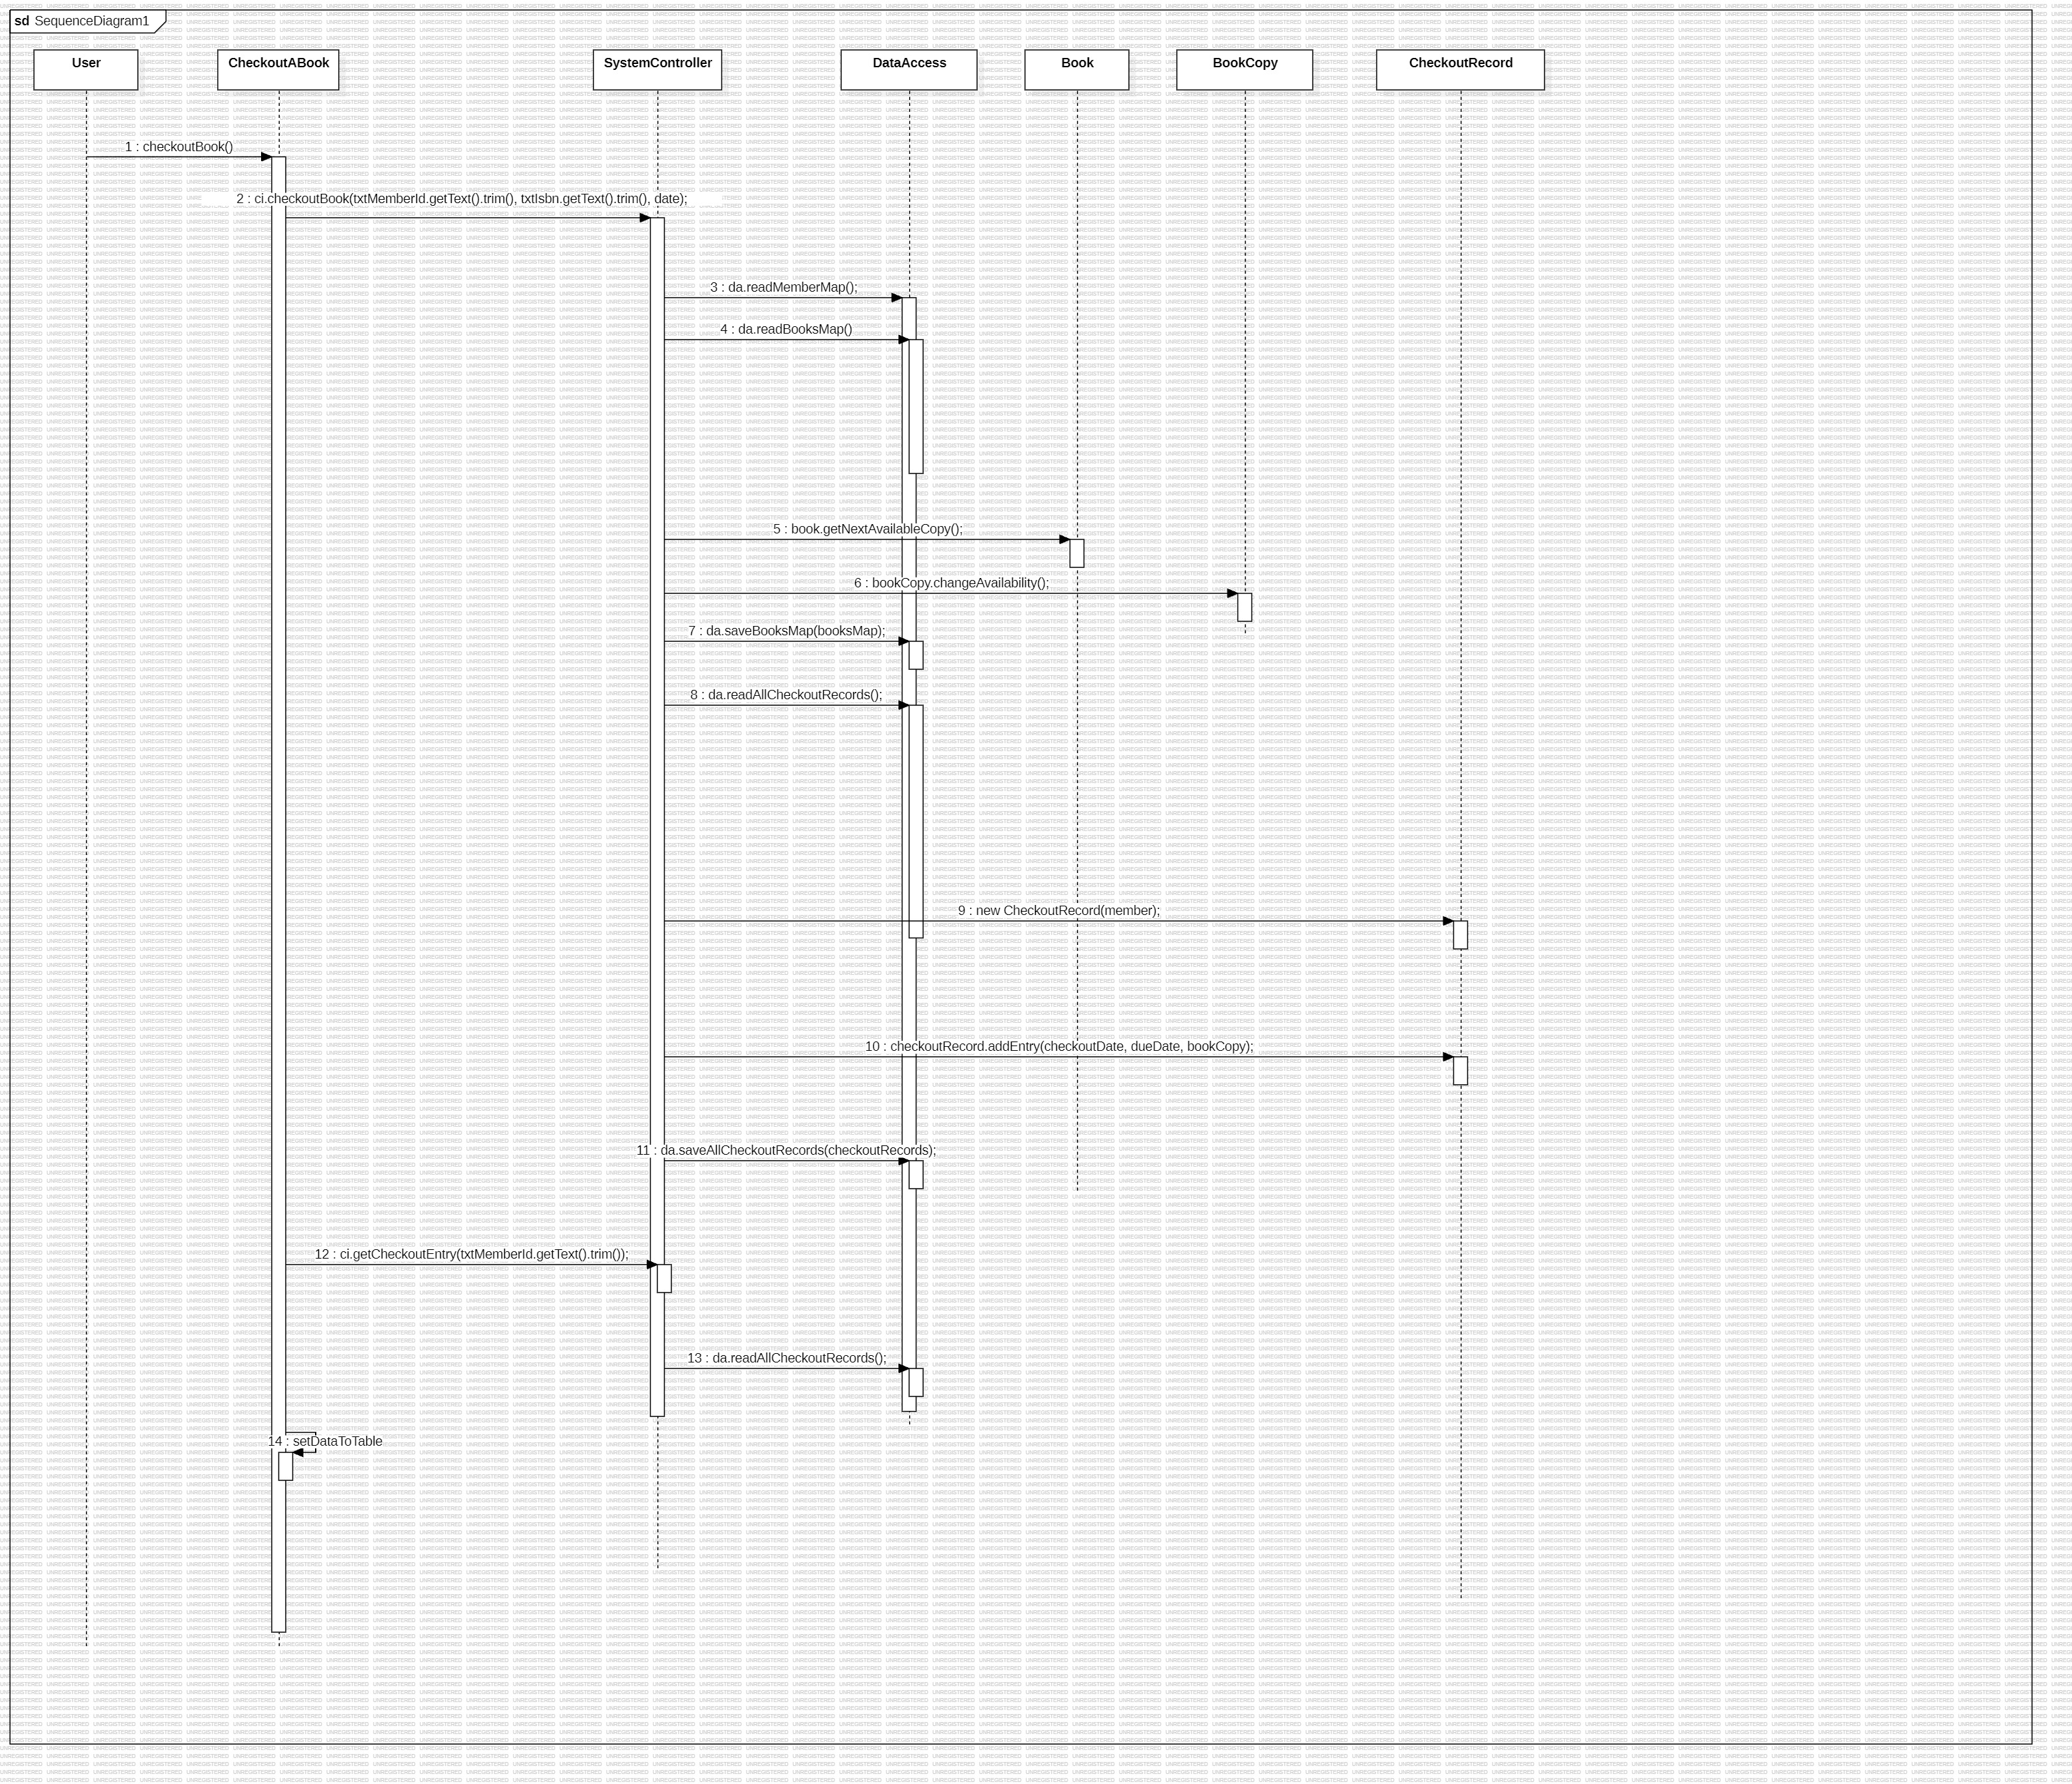 sd SequenceDiagram1
User
CheckoutABook
SystemController
DataAccess
Book
BookCopy
CheckoutRecord
1 : checkoutBook()
2 : ci.checkoutBook(txtMemberId.getText().trim(), txtIsbn.getText().trim(), date);
3 : da.readMemberMap();
4 : da.readBooksMap()
5 : book.getNextAvailableCopy();
6 : bookCopy.changeAvailability();
7 : da.saveBooksMap(booksMap);
8 : da.readAllCheckoutRecords();
9 : new CheckoutRecord(member);
10 : checkoutRecord.addEntry(checkoutDate, dueDate, bookCopy);
11 : da.saveAllCheckoutRecords(checkoutRecords);
12 : ci.getCheckoutEntry(txtMemberId.getText().trim());
13 : da.readAllCheckoutRecords();
14 : setDataToTable
UNREGISTERED